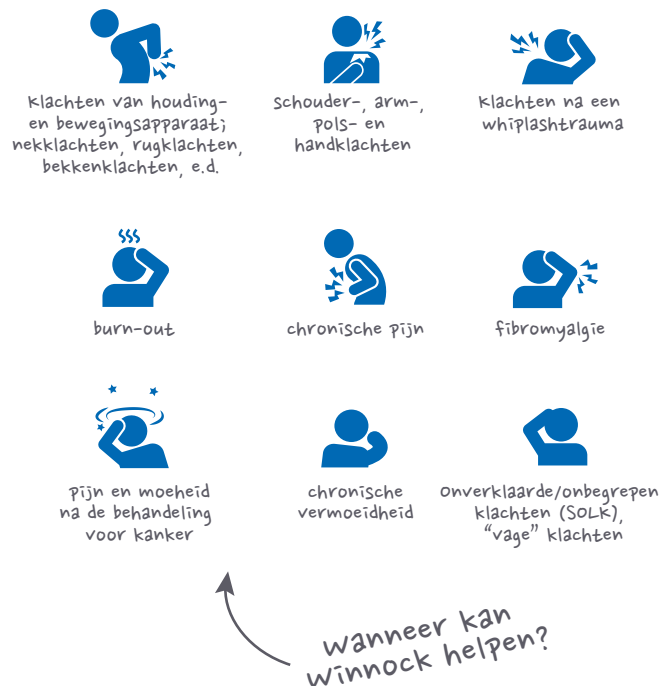 klachten van houding-
en bewegingsapparaat;
nekklachten, rugklachten,
bekkenklachten, e.d.
schouder-, arm-,
pols- en
handklachten
klachten na een
whiplashtrauma
burn-out
chronische pijn
fibromyalgie
pijn en moeheid
na de behandeling
voor kanker
chronische
vermoeidheid
onverklaarde/onbegrepen
klachten (SOLK),
“vage” klachten
wanneer kan
winnock helpen?